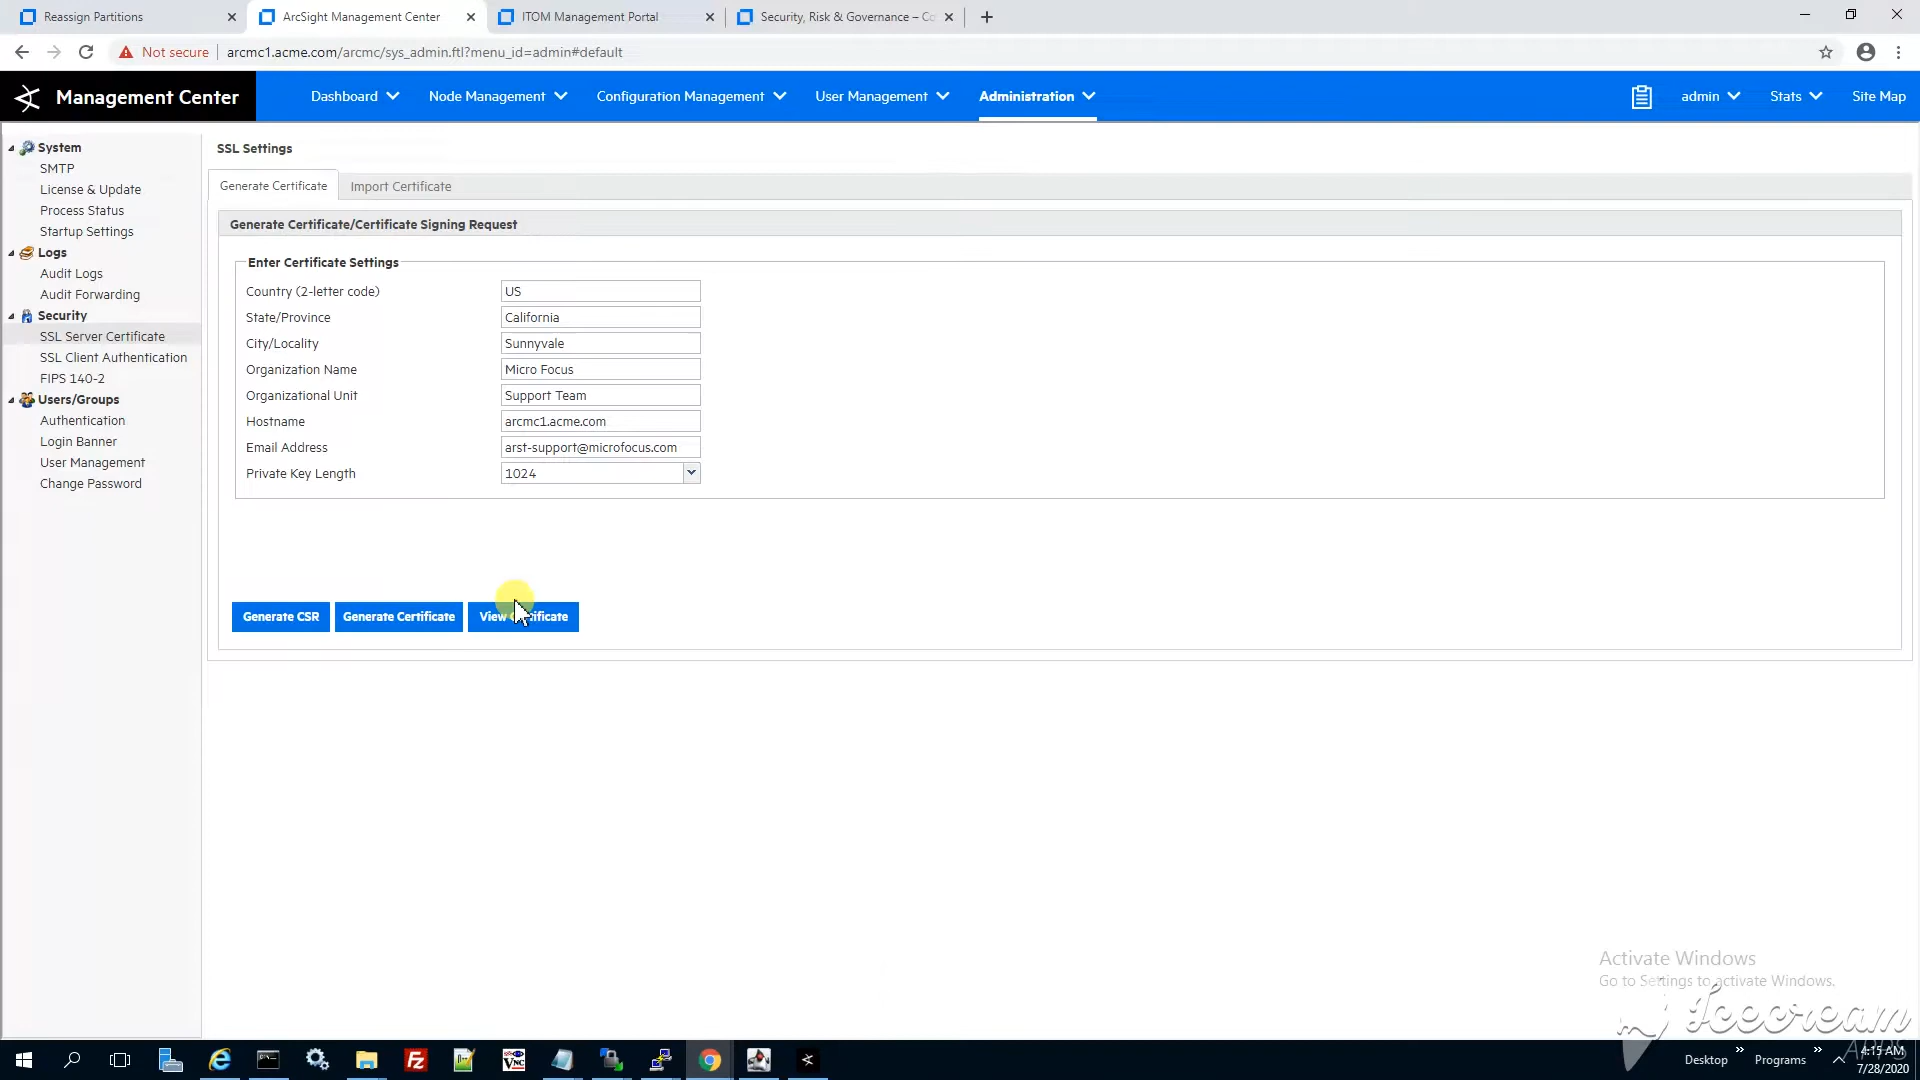 Reassign Partitions
ArcSight Management Center
ITOM Management Portal
Security, Risk & Governance – Co
Not secure
arcmc1.acme.com/arcmc/sys_admin.ftl?menu_id=admin#default
Management Center
Dashboard
Node Management
Configuration Management
User Management
Administration
admin
Stats
Site Map
System
SMTP
License & Update
Process Status
Startup Settings
Logs
Audit Logs
Audit Forwarding
Security
SSL Server Certificate
SSL Client Authentication
FIPS 140-2
Users/Groups
Authentication
Login Banner
User Management
Change Password
SSL Settings
Generate Certificate
Import Certificate
Generate Certificate/Certificate Signing Request
Enter Certificate Settings
Country (2-letter code) US
State/Province California
City/Locality Sunnyvale
Organization Name Micro Focus
Organizational Unit Support Team
Hostname arcmc1.acme.com
Email Address arst-support@microfocus.com
Private Key Length 1024
Generate CSR
Generate Certificate
View Certificate
Activate Windows
Go to Settings to activate Windows.
Icecream
APPS
Desktop
Programs
4:15 AM
7/28/2020